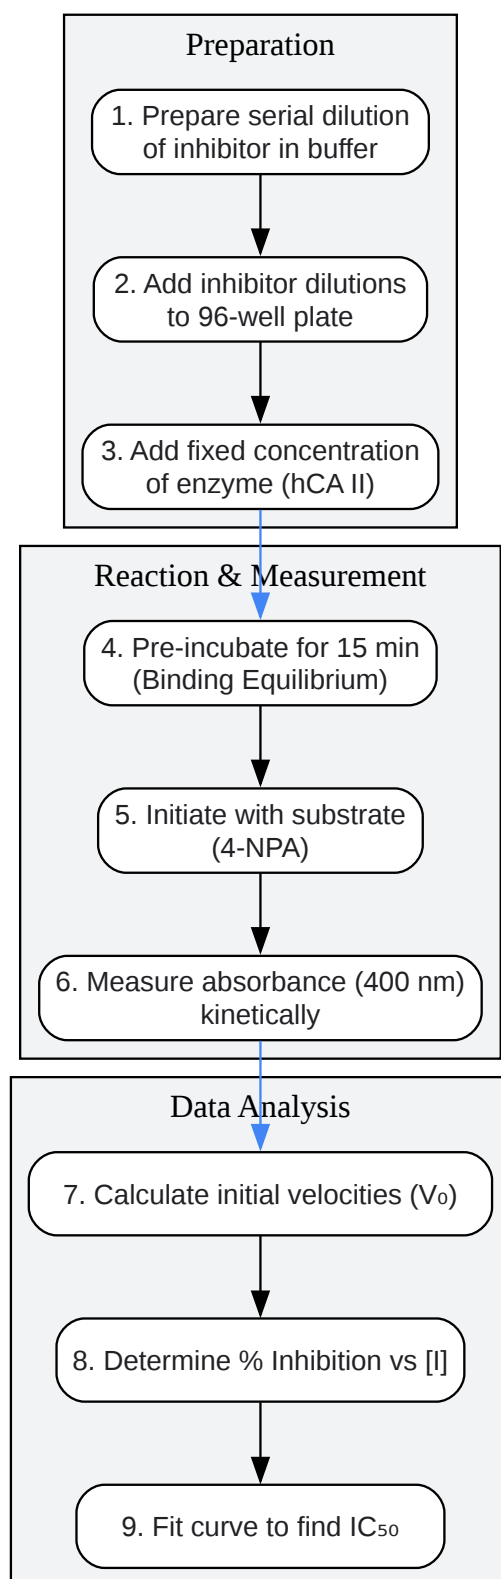 Preparation
1. Prepare serial dilution
of inhibitor in buffer
2. Add inhibitor dilutions
to 96-well plate
3. Add fixed concentration
of enzyme (hCA II)
Reaction & Measurement
4. Pre-incubate for 15 min
(Binding Equilibrium)
5. Initiate with substrate
(4-NPA)
6. Measure absorbance (400 nm)
kinetically
Data Analysis
7. Calculate initial velocities (V₀)
8. Determine % Inhibition vs [I]
9. Fit curve to find IC₅₀